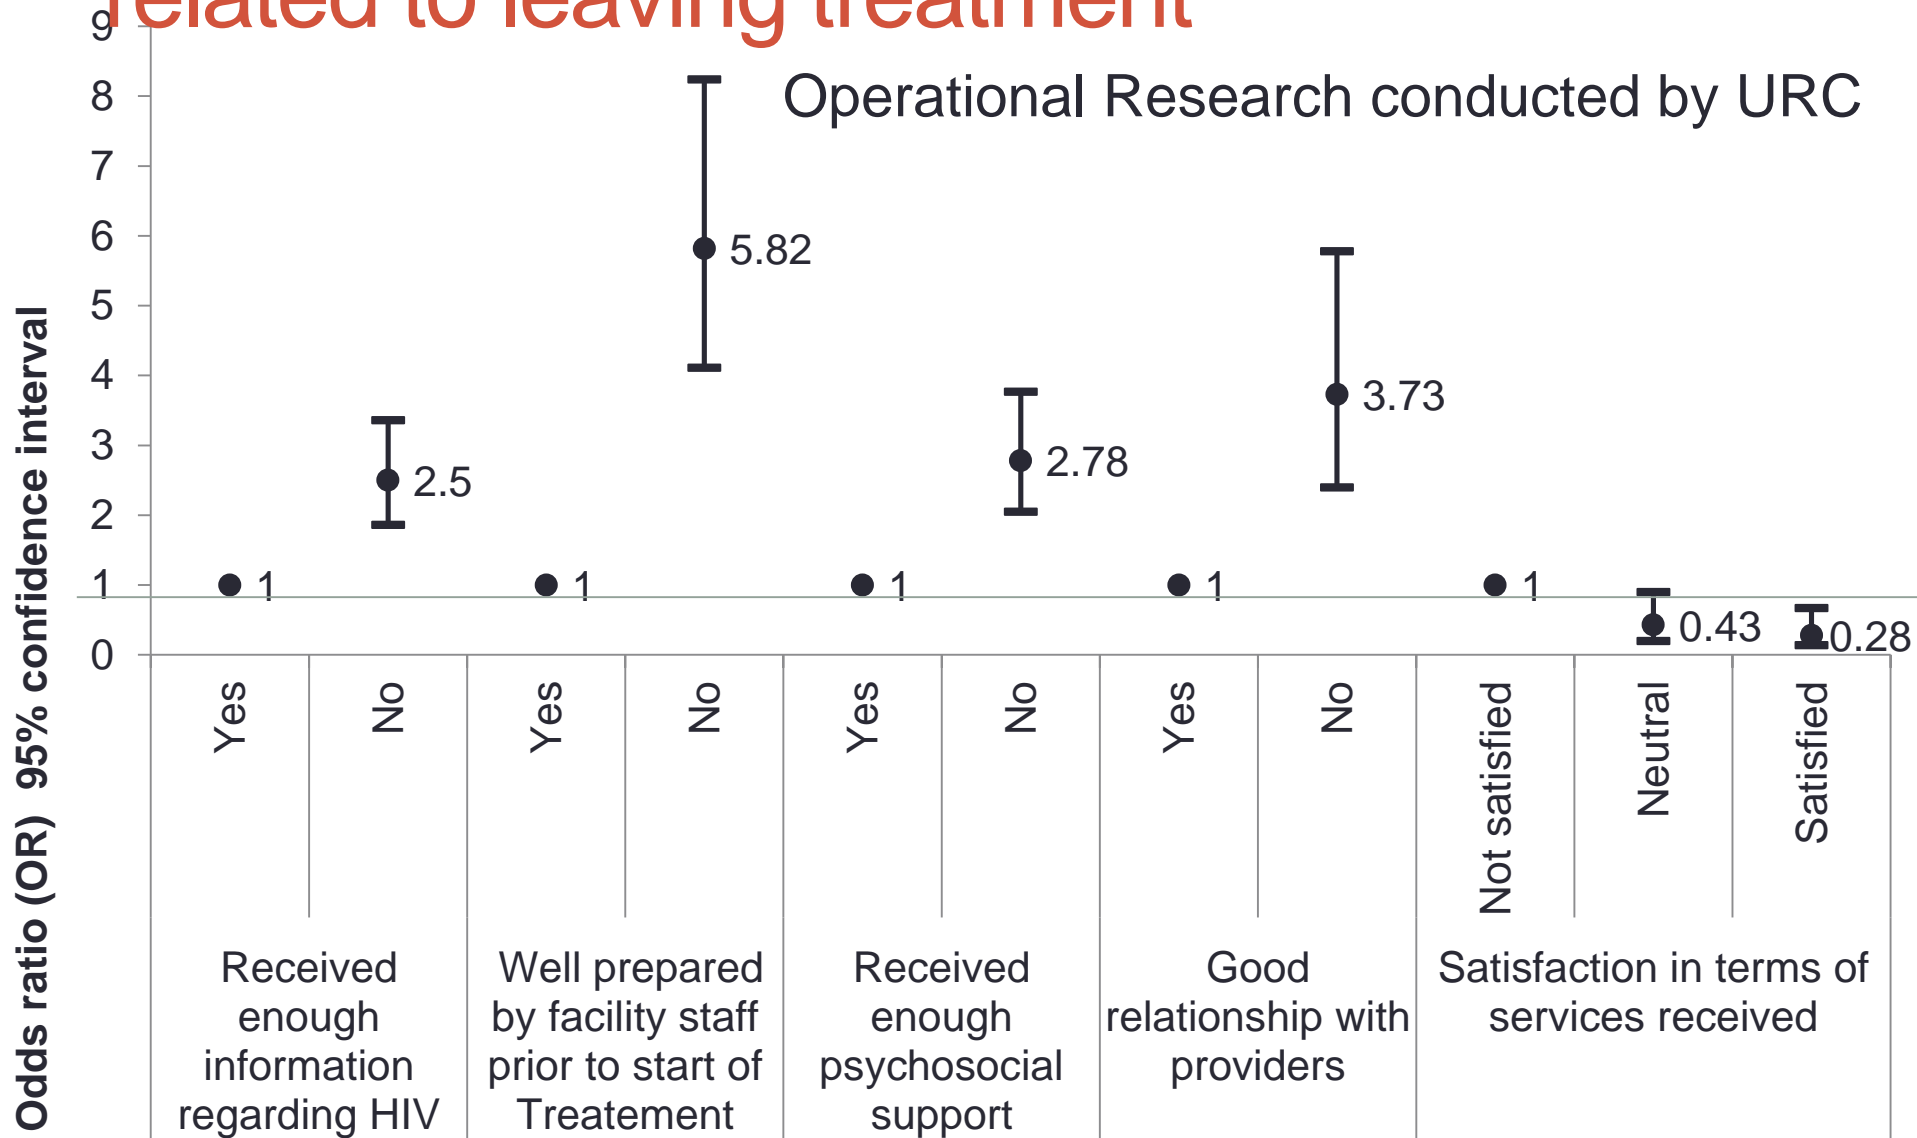 related to leaving treatment
Operational Research conducted by URC
Odds ratio (OR)  95% confidence interval
9
8
7
6
5
4
3
2
1
0
1
2.5
1
5.82
1
2.78
1
3.73
1
0.43
0.28
Yes
No
Yes
No
Yes
No
Yes
No
Not satisfied
Neutral
Satisfied
Received
enough
information
regarding HIV
Well prepared
by facility staff
prior to start of
Treatement
Received
enough
psychosocial
support
Good
relationship with
providers
Satisfaction in terms of
services received